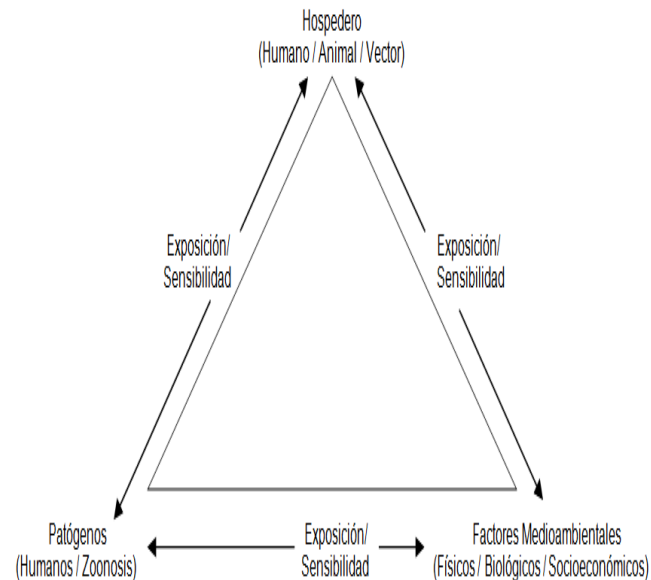 Hospedero
(Humano / Animal / Vector)
Exposición/
Sensibilidad
Exposición/
Sensibilidad
Patógenos
(Humanos / Zoonosis)
Exposición/
Sensibilidad
Factores Medioambientales
(Físicos / Biológicos / Socioeconómicos)